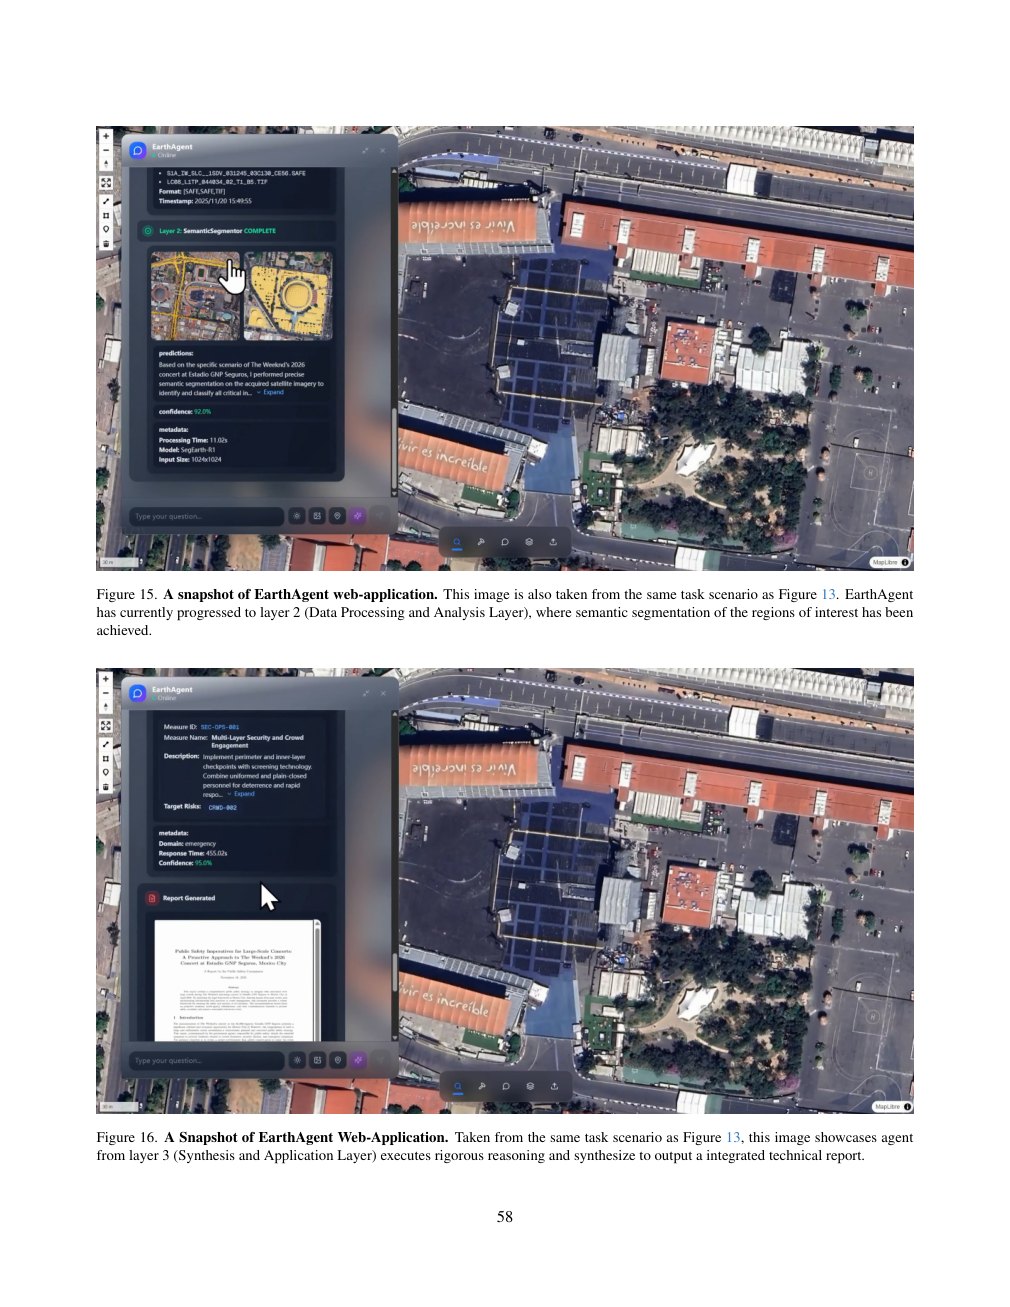 EarthAgent
Online
• S1A_IW_SLC__1SDV_031245_03C130_CE56.SAFE
• LC08_L1TP_044034_02_T1_B5.TIF
Format: [SAFE,SAFE,TIF]
Timestamp: 2025/11/20 15:49:55
Layer 2: SemanticSegmentor COMPLETE
predictions:
Based on the specific scenario of The Weeknd's 2026
concert at Estadio GNP Seguros, I performed precise
semantic segmentation on the acquired satellite imagery to
identify and classify all critical in... Expand
confidence: 92.0%
metadata:
Processing Time: 11.02s
Model: SegEarth-R1
Input Size: 1024x1024
Type your question...
Vivir es increíble
vivir es increíble
30 m
MapLibre
Figure 15. A snapshot of EarthAgent web-application. This image is also taken from the same task scenario as Figure 13. EarthAgent
has currently progressed to layer 2 (Data Processing and Analysis Layer), where semantic segmentation of the regions of interest has been
achieved.
EarthAgent
Online
Measure ID: SEC-OPS-001
Measure Name: Multi-Layer Security and Crowd
Engagement
Description: Implement perimeter and inner-layer
checkpoints with screening technology.
Combine uniformed and plain-closed
personnel for deterrence and rapid
respo... Expand
Target Risks: CRWD-002
metadata:
Domain: emergency
Response Time: 455.02s
Confidence: 95.0%
Report Generated
Public Safety Imperatives for Large-Scale Concerts:
A Proactive Approach to The Weeknd's 2026
Concert at Estadio GNP Seguros, Mexico City
1 Introduction
Type your question...
Vivir es increíble
vivir es increíble
MapLibre
Figure 16. A Snapshot of EarthAgent Web-Application. Taken from the same task scenario as Figure 13, this image showcases agent
from layer 3 (Synthesis and Application Layer) executes rigorous reasoning and synthesize to output a integrated technical report.
58